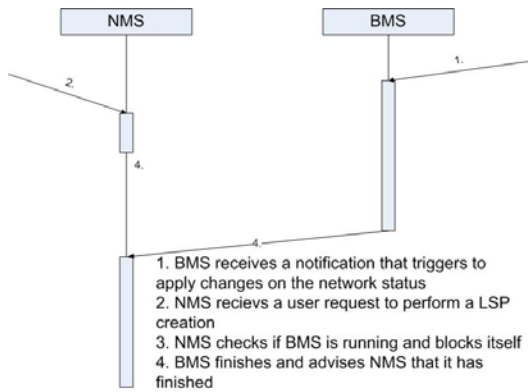 NMS
BMS
1.
2.
4.
4.
1. BMS receives a notification that triggers to
apply changes on the network status
2. NMS recievs a user request to perform a LSP
creation
3. NMS checks if BMS is running and blocks itself
4. BMS finishes and advises NMS that it has
finished